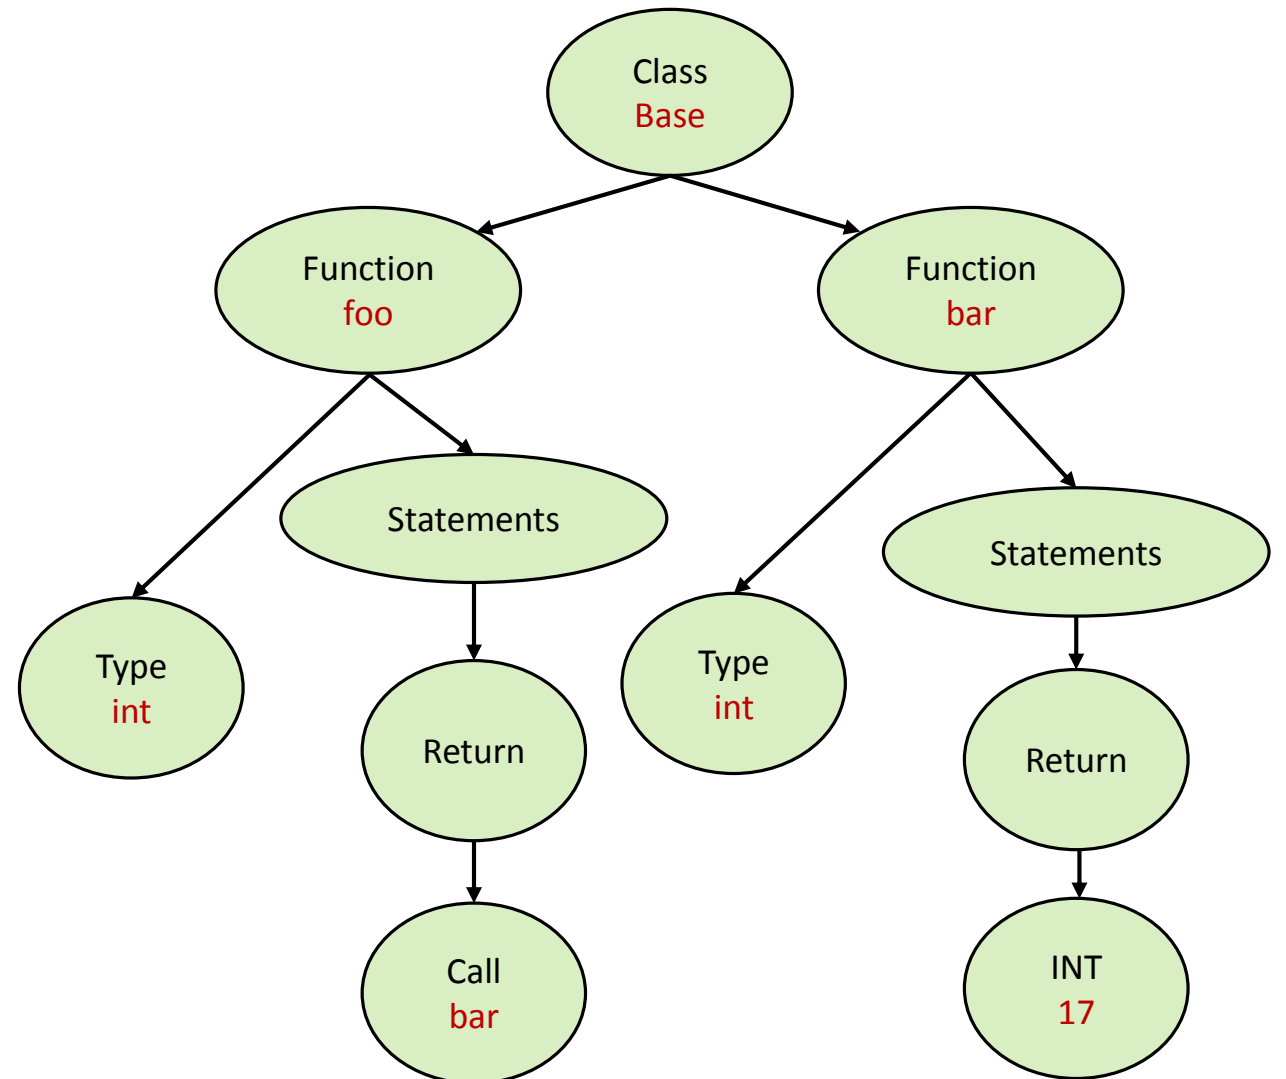 Class
Base
Function
foo
Function
bar
Statements
Statements
Type
int
Type
int
Return
Return
Call
bar
INT
17